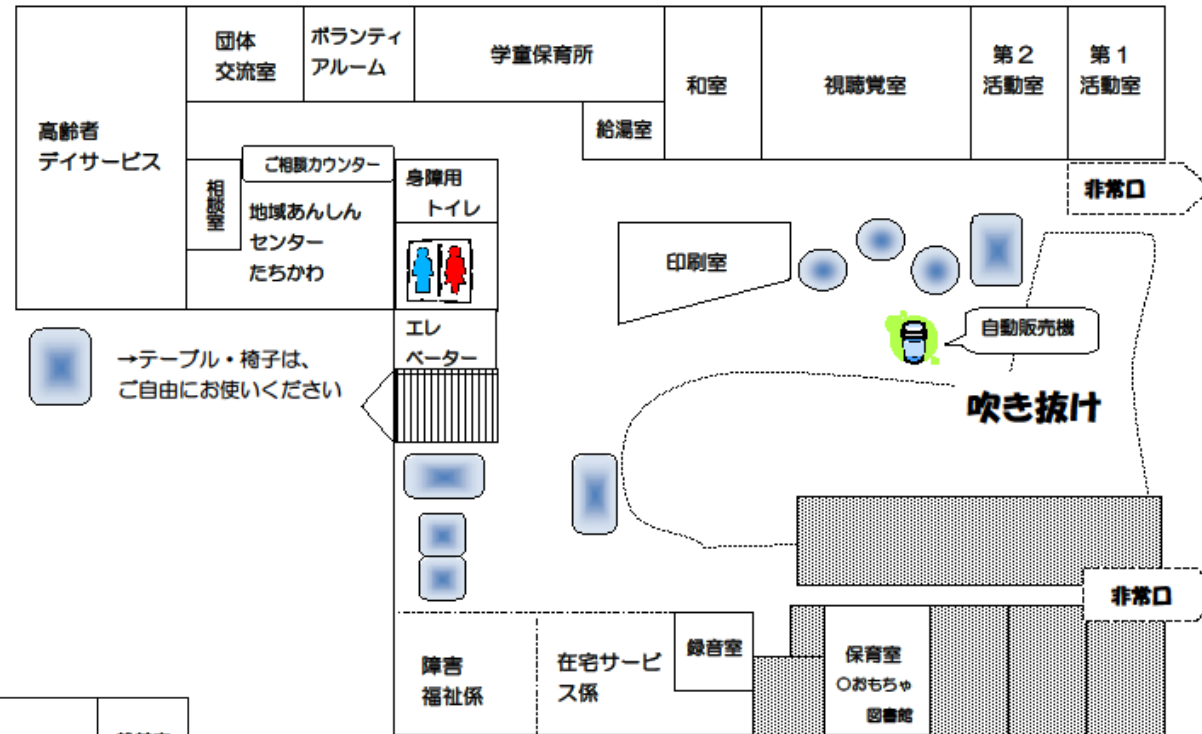 団体
交流室
ボランティ
アルーム
学童保育所
和室
視聴覚室
第2
活動室
第1
活動室
高齢者
デイサービス
給湯室
ご相談カウンター
相談室
地域あんしん
センター
たちかわ
身障用
トイレ
非常口
印刷室
自動販売機
エレ
ベーター
→テーブル・椅子は、
ご自由にお使いください
吹き抜け
非常口
障害
福祉係
在宅サービ
ス係
録音室
保育室
○おもちゃ
図書館